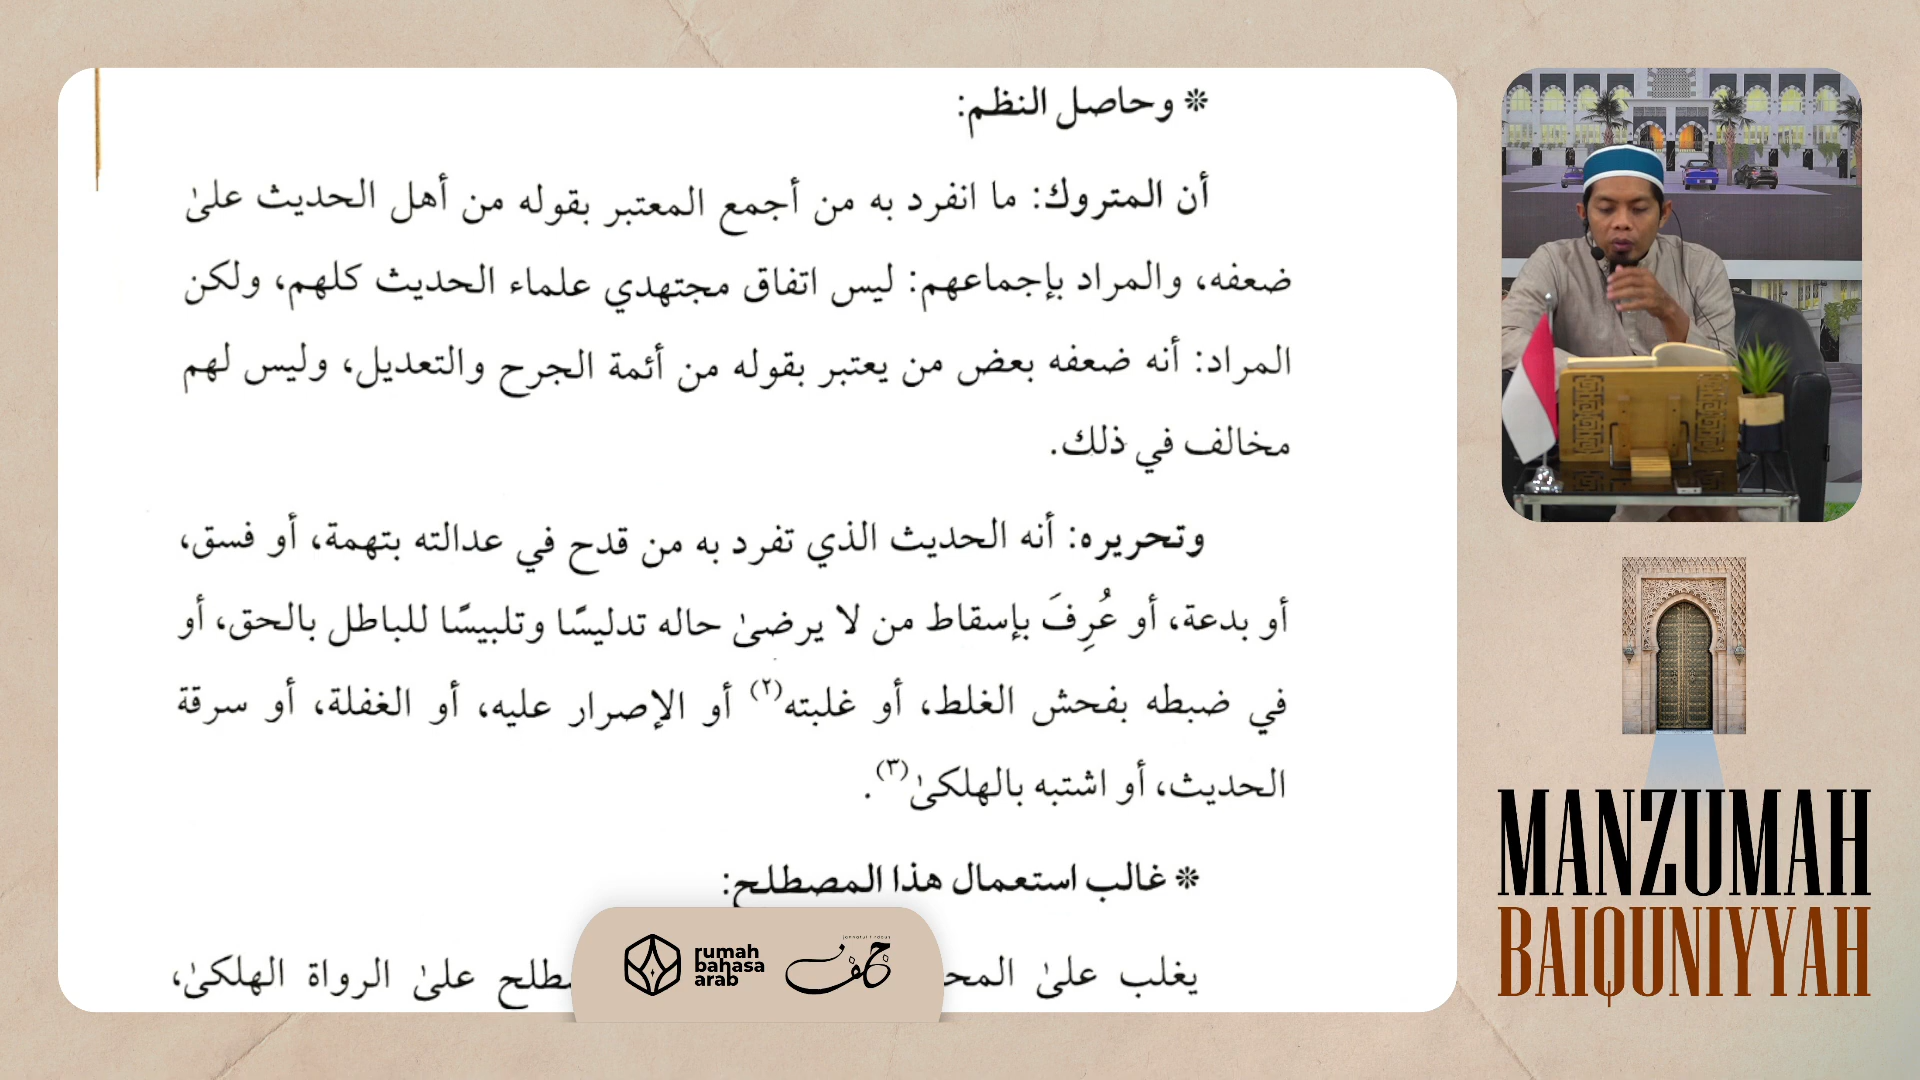 * وحاصل النظم:
أن المتروك: ما انفرد به من أجمع المعتبر بقوله من أهل الحديث علىٰ
ضعفه، والمراد بإجماعهم: ليس اتفاق مجتهدي علماء الحديث كلهم، ولكن
المراد: أنه ضعفه بعض من يعتبر بقوله من أئمة الجرح والتعديل، وليس لهم
مخالف في ذلك.
وتحريره: أنه الحديث الذي تفرد به من قدح في عدالته بتهمة، أو فسق،
أو بدعة، أو عُرِفَ بإسقاط من لا يرضىٰ حاله تدليسًا وتلبيسًا للباطل بالحق، أو
في ضبطه بفحش الغلط، أو غلبته(٢) أو الإصرار عليه، أو الغفلة، أو سرقة
الحديث، أو اشتبه بالهلكىٰ(٣).
* غالب استعمال هذا المصطلح:
يغلب علىٰ علىٰ الرواة الهلكىٰ،
rumah
bahasa
arab
MANZUMAH
BAIQUNIYYAH